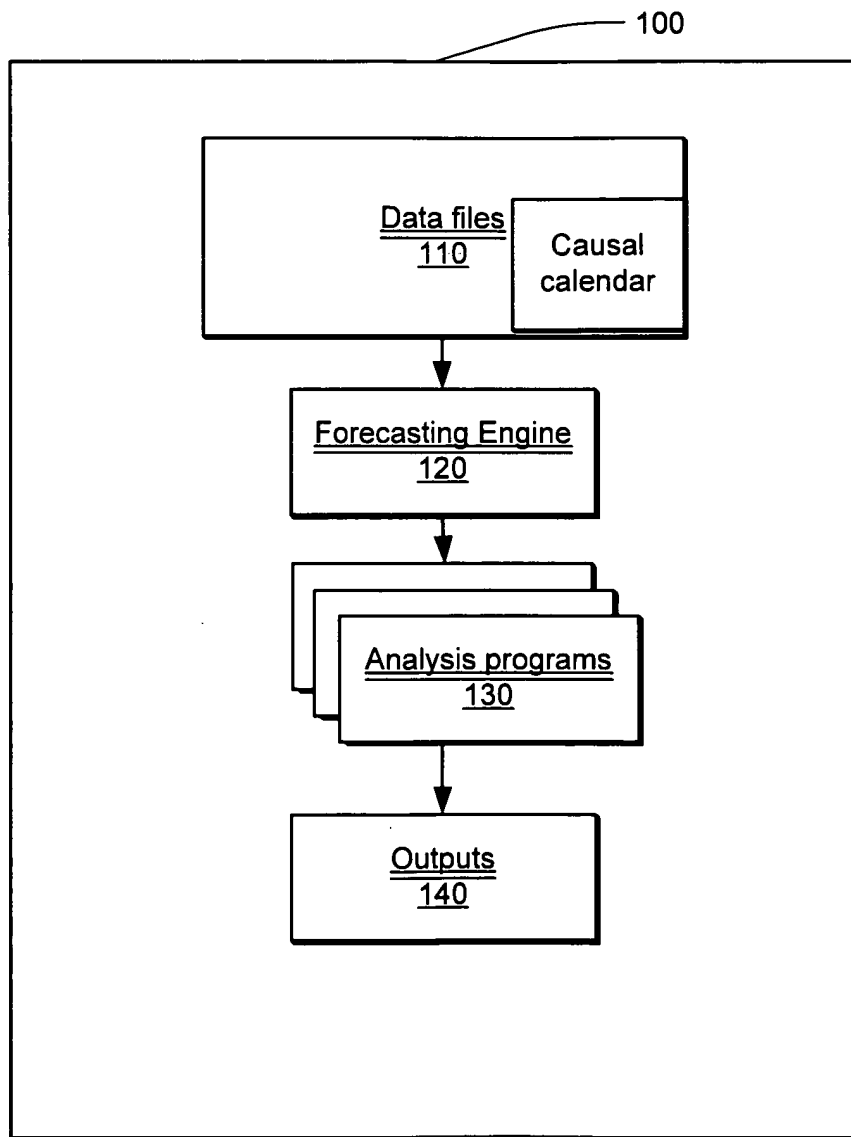 100
Data files
110
Causal
calendar
Forecasting Engine
120
Analysis programs
130
Outputs
140